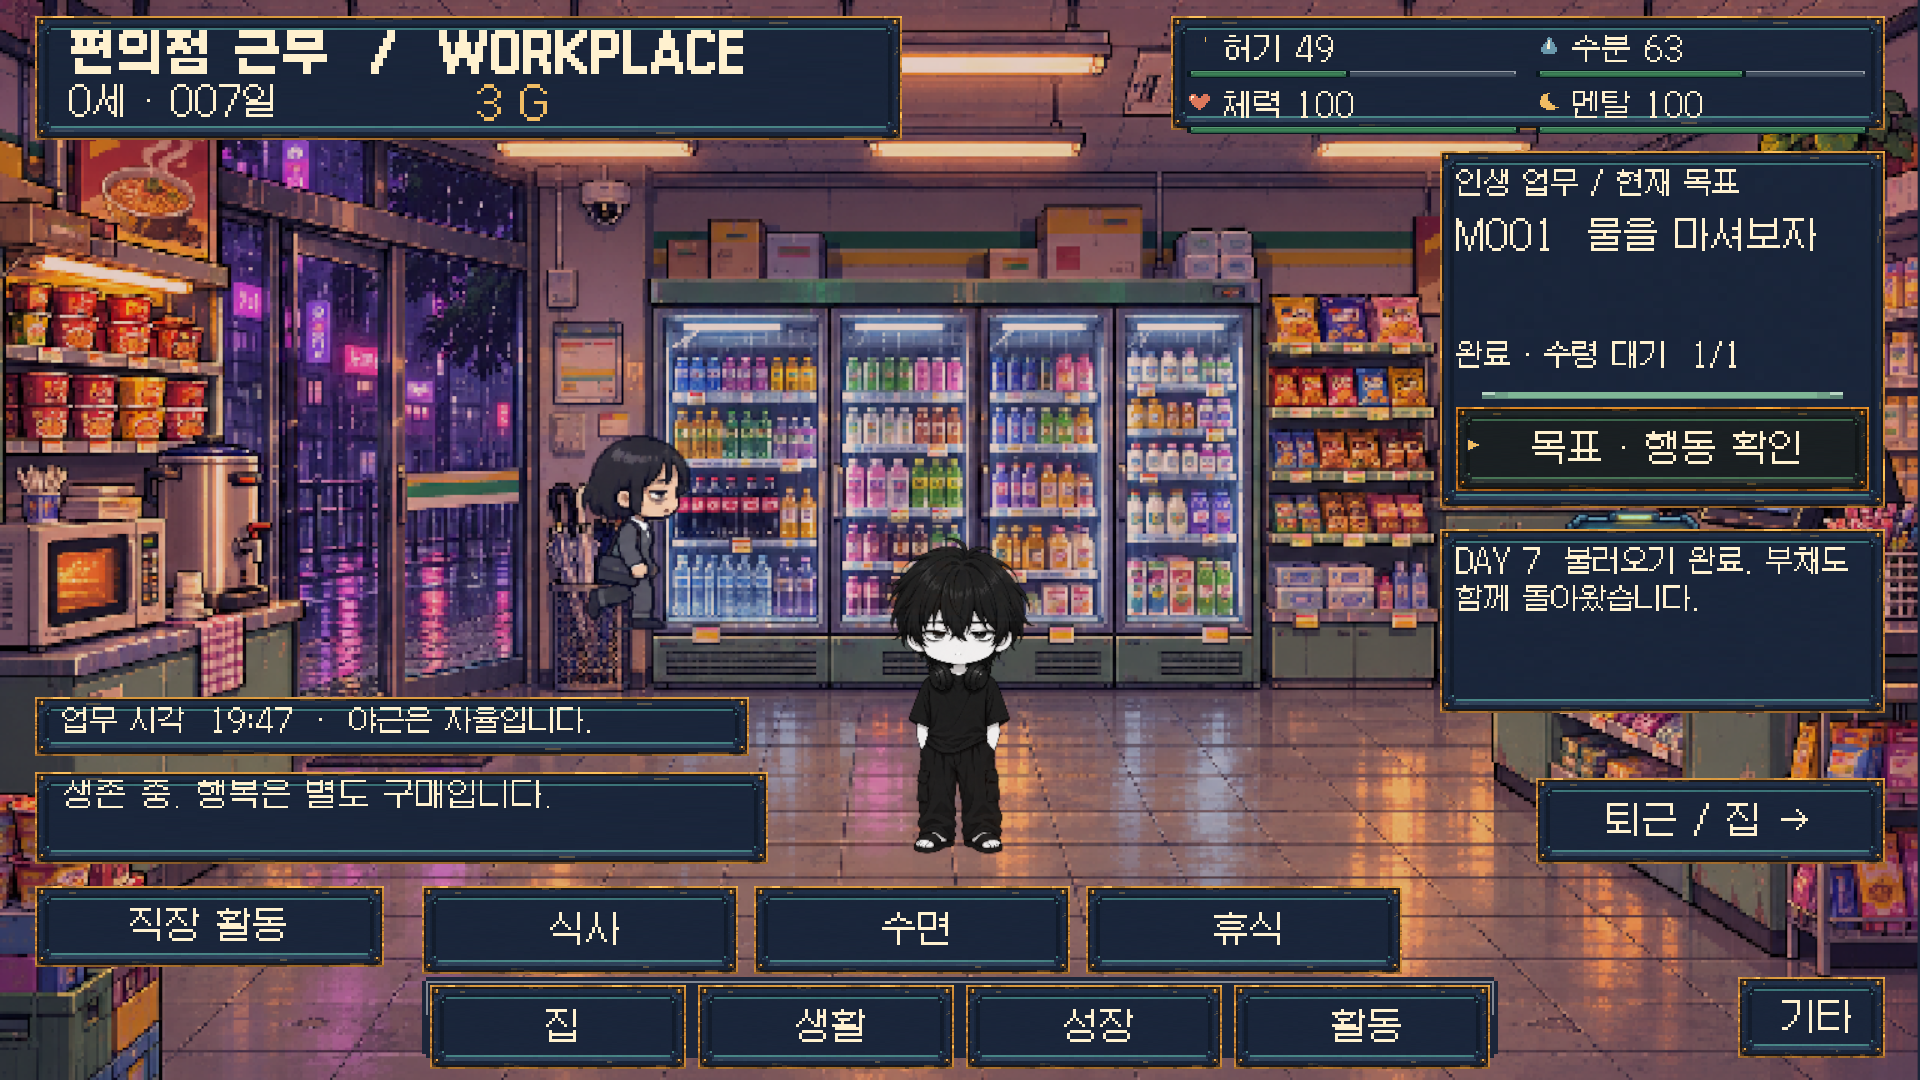 편의점 근무 / WORKPLACE
0세 · 007일 3 G
허기 49 수분 63
체력 100 멘탈 100
인생 업무 / 현재 목표
M001 물을 마셔보자
완료 · 수령 대기 1/1
목표 · 행동 확인
DAY 7 불러오기 완료. 부채도
함께 돌아왔습니다.
업무 시각 19:47 · 야근은 자율입니다.
생존 중. 행복은 별도 구매입니다.
퇴근 / 집 →
직장 활동 식사 수면 휴식
집 생활 성장 활동 기타